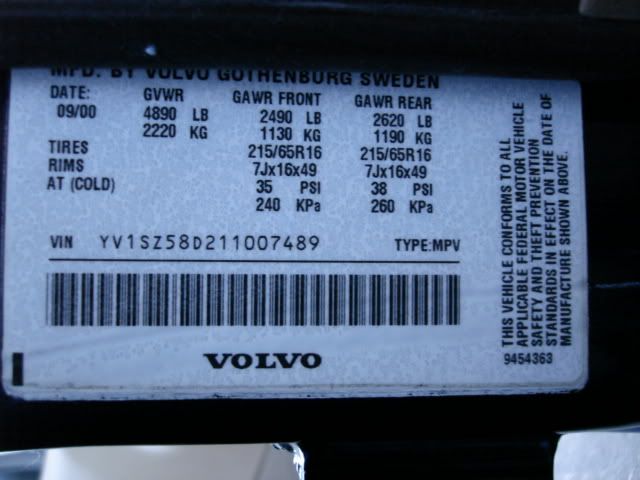 MFD. BY VOLVO GOTHENBURG SWEDEN
DATE: GVWR GAWR FRONT GAWR REAR
09/00 4890 LB 2490 LB 2620 LB
2220 KG 1130 KG 1190 KG
TIRES 215/65R16 215/65R16
RIMS 7Jx16x49 7Jx16x49
AT (COLD) 35 PSI 38 PSI
240 KPa 260 KPa
VIN YV1SZ58D211007489 TYPE:MPV
VOLVO
THIS VEHICLE CONFORMS TO ALL
APPLICABLE FEDERAL MOTOR VEHICLE
SAFETY AND THEFT PREVENTION
STANDARDS IN EFFECT ON THE DATE OF
MANUFACTURE SHOWN ABOVE.
9454363